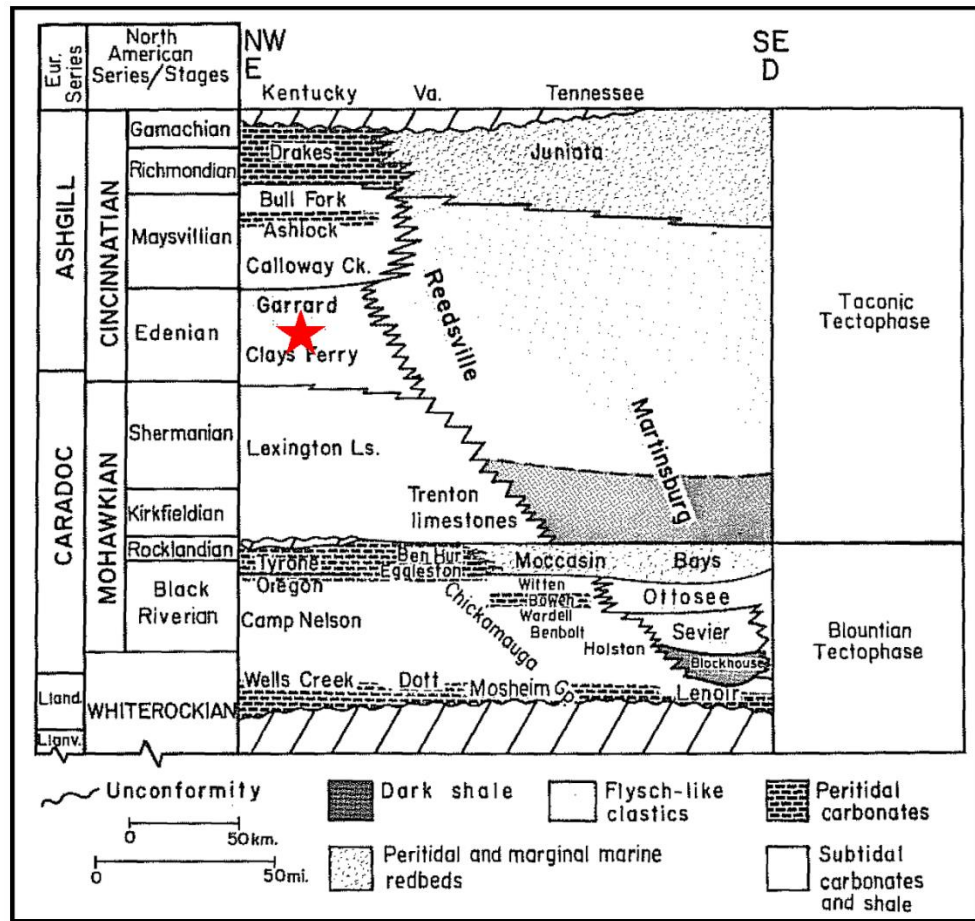 Eur. Series
North American Series/Stages
NW
E
SE
D
Kentucky Va. Tennessee
ASHGILL
CARADOC
Lland.
Llanv.
CINCINNATIAN
MOHAWKIAN
WHITEROCKIAN
Gamachian
Richmondian
Maysvillian
Edenian
Shermanian
Kirkfieldian
Rocklandian
Black
Riverian
Drakes
Juniata
Bull Fork
Ashlock
Calloway Ck.
Garrard
Clays Ferry
Reedsville
Martinsburg
Lexington Ls.
Trenton
limestones
Tyrone
Oregon
Ben Hur
Eggleston
Moccasin
Bays
Camp Nelson
Chickamauga Gp.
Witten
Bowen
Wardell
Benbolt
Holston
Ottosee
Sevier
Blockhouse
Wells Creek
Dott
Mosheim
Lenoir
Taconic
Tectophase
Blountian
Tectophase
Unconformity
0 50km.
0 50mi.
Dark shale
Flysch-like
clastics
Peritidal
carbonates
Peritidal and marginal marine
redbeds
Subtidal
carbonates
and shale